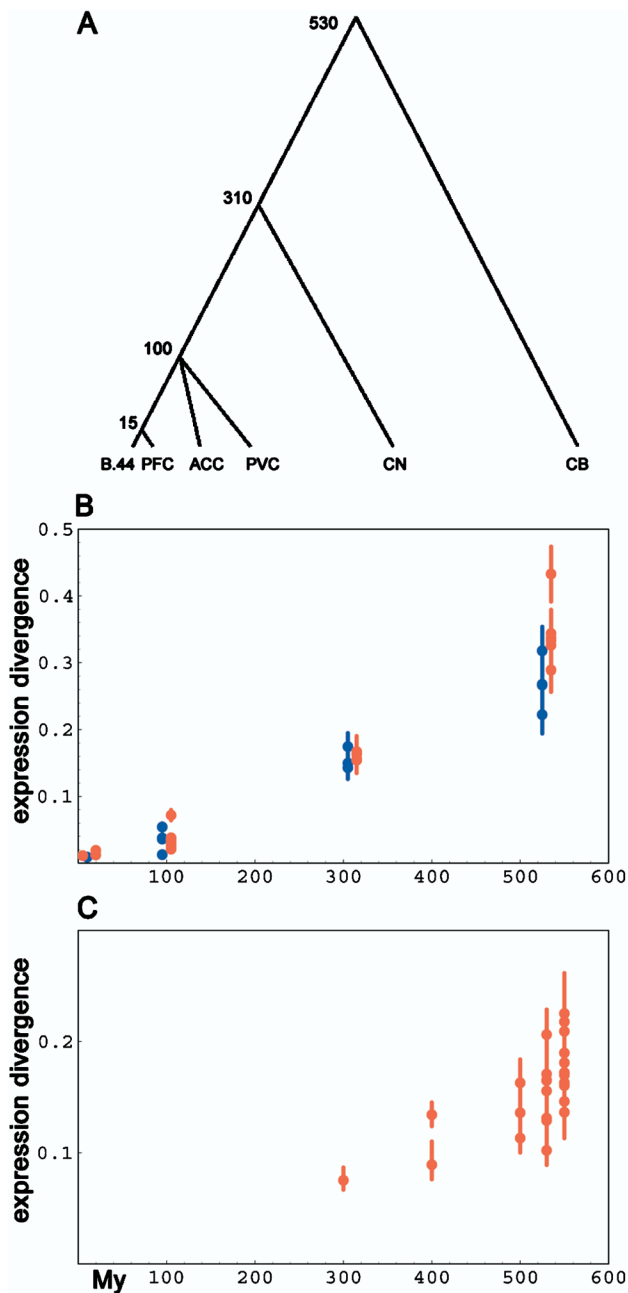 A
530
310
100
15
B.44 PFC ACC PVC CN CB
B
expression divergence
0.5
0.4
0.3
0.2
0.1
100 200 300 400 500 600
C
expression divergence
0.2
0.1
My 100 200 300 400 500 600